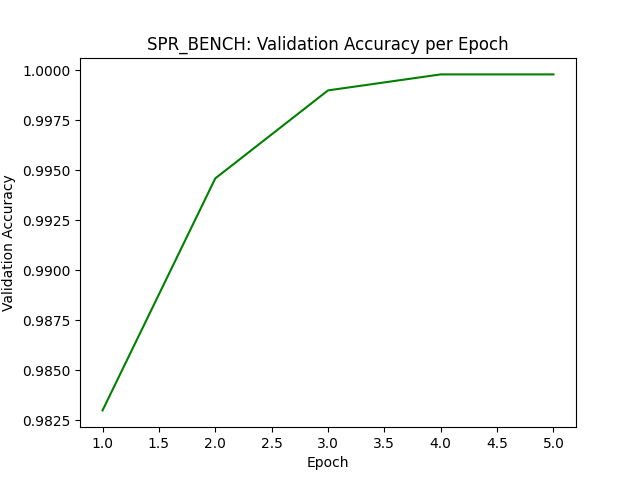 SPR_BENCH: Validation Accuracy per Epoch
Validation Accuracy
1.0000
0.9975
0.9950
0.9925
0.9900
0.9875
0.9850
0.9825
1.0 1.5 2.0 2.5 3.0 3.5 4.0 4.5 5.0
Epoch